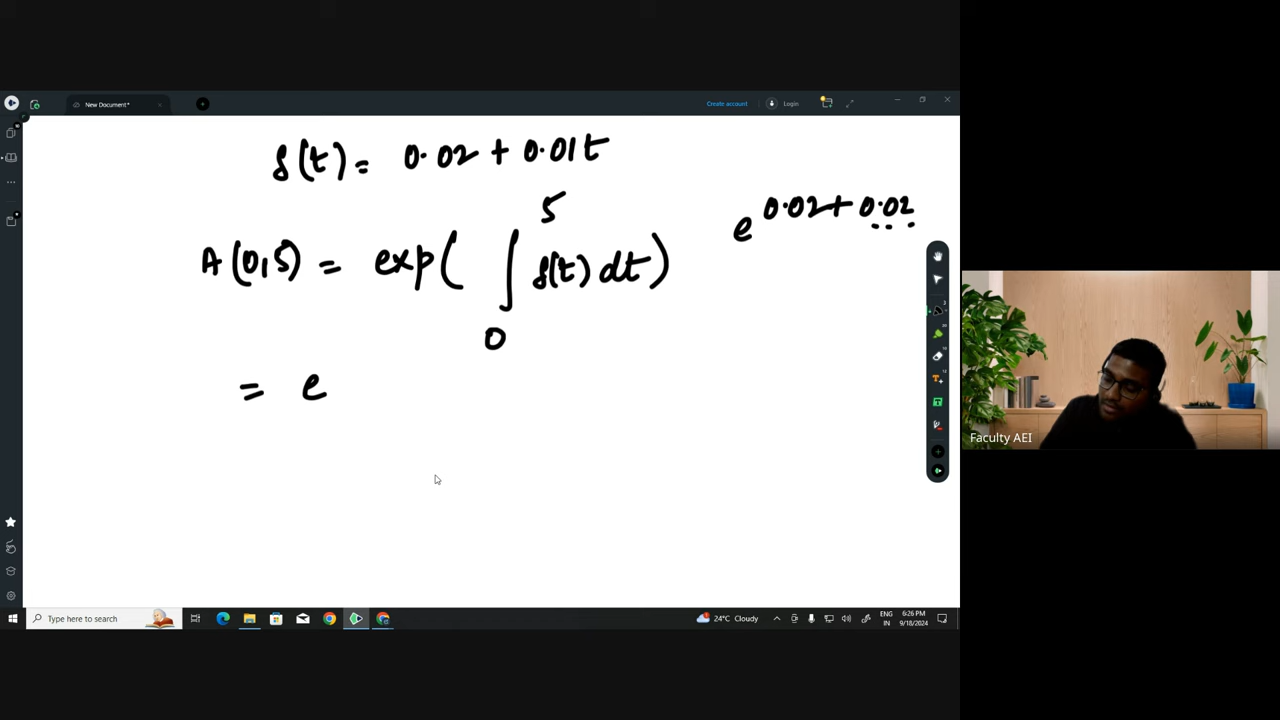 New Document*
Create account
Login
δ(t) = 0.02 + 0.01t
e^{0.02 + 0.02...}
A(0,5) = exp( ∫_0^5 δ(t) dt )
= e
Faculty AEI
Type here to search
24°C Cloudy
ENG
IN
6:26 PM
9/18/2024